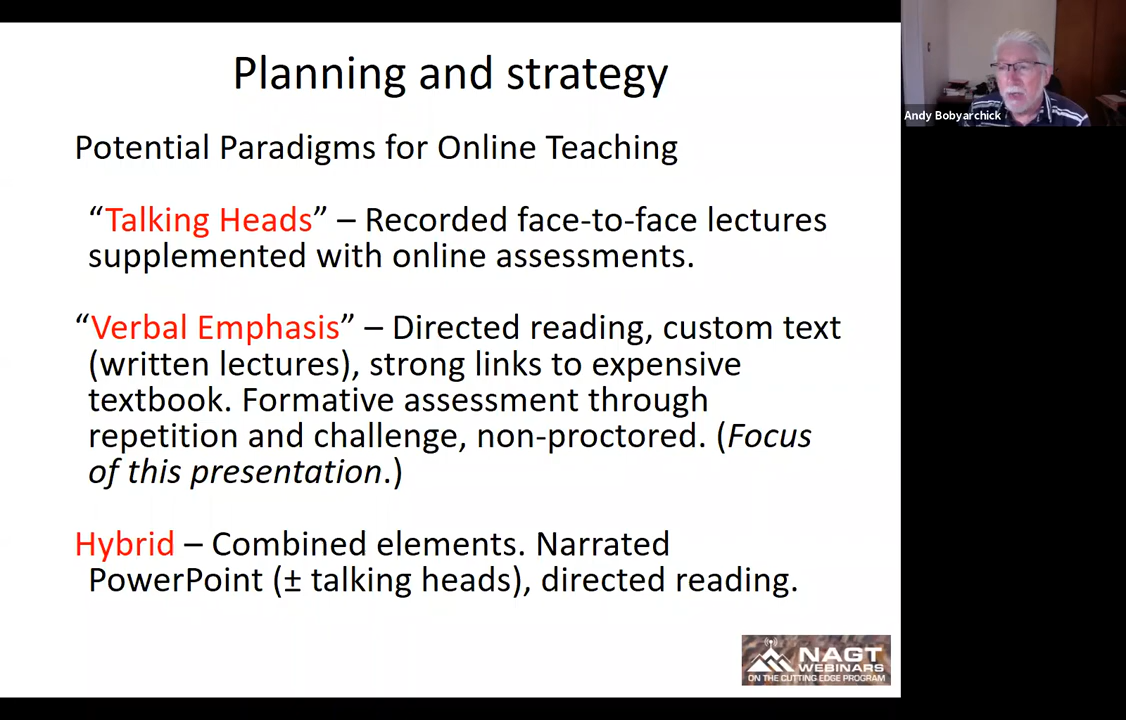 Planning and strategy
Potential Paradigms for Online Teaching
“Talking Heads” – Recorded face-to-face lectures
supplemented with online assessments.
“Verbal Emphasis” – Directed reading, custom text
(written lectures), strong links to expensive
textbook. Formative assessment through
repetition and challenge, non-proctored. (Focus
of this presentation.)
Hybrid – Combined elements. Narrated
PowerPoint (± talking heads), directed reading.
Andy Bobyarchick
NAGT
WEBINARS
ON THE CUTTING EDGE PROGRAM